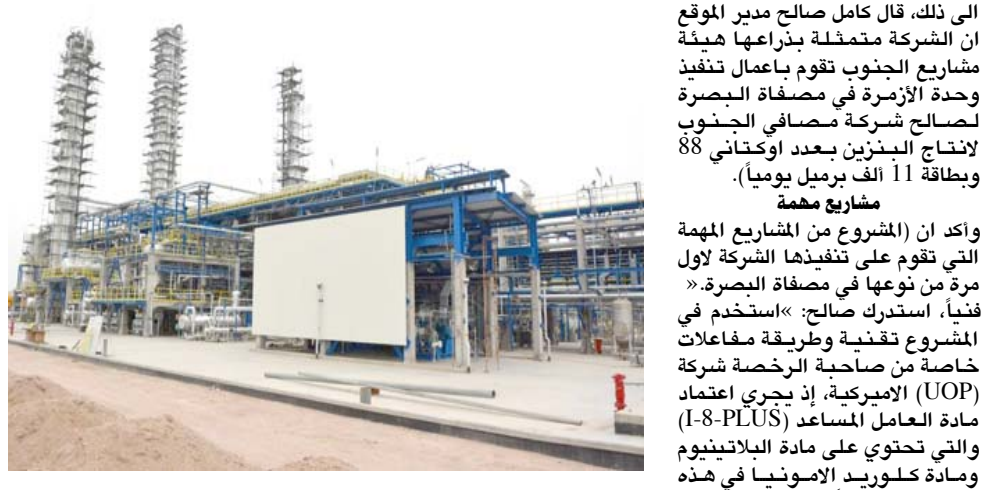 الى ذلك، قال كامل صالح مدير الموقع
ان الشركة متمثلة بذراعها هيئة
مشاريع الجنوب تقوم باعمال تنفيذ
وحدة الأزمرة في مصفاة البصرة
لصالح شركة مصافي الجنوب
لانتاج البنزين بعدد اوكتاني 88
وبطاقة 11 ألف برميل يومياً).
مشاريع مهمة
وأكد ان (المشروع من المشاريع المهمة
التي تقوم على تنفيذها الشركة لاول
مرة من نوعها في مصفاة البصرة.«
فنياً، استدرك صالح: »استخدم في
المشروع تقنية وطريقة مفاعلات
خاصة من صاحبة الرخصة شركة
(UOP) الاميركية، إذ يجري اعتماد
مادة العامل المساعد (I-8-PLUS)
والتي تحتوي على مادة البلاتينيوم
ومادة كلوريد الامونيا في هذه